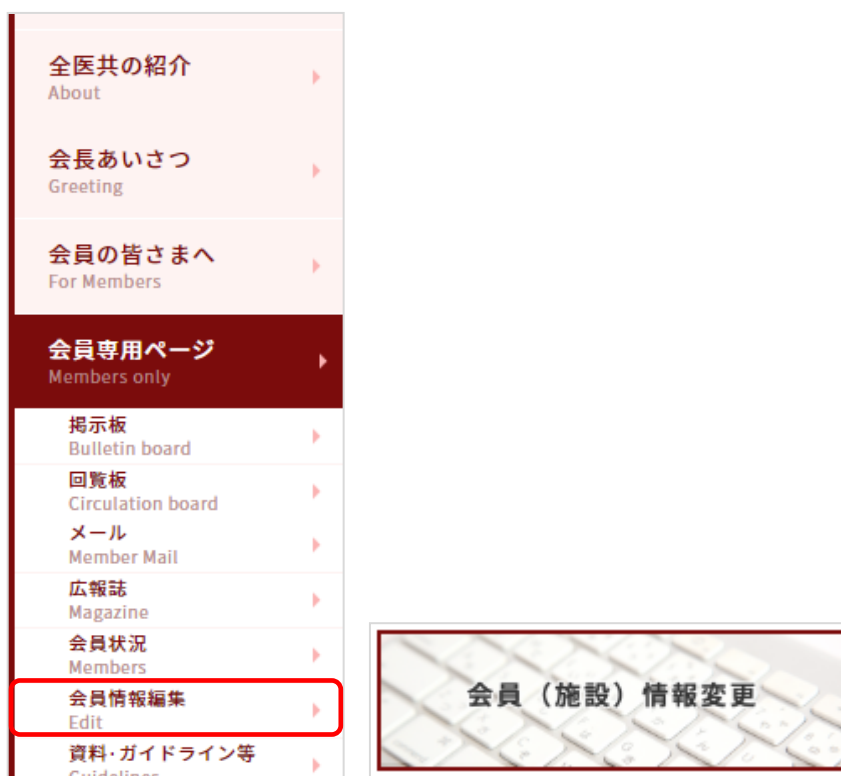 全医共の紹介
About
会長あいさつ
Greeting
会員の皆さまへ
For Members
会員専用ページ
Members only
掲示板
Bulletin board
回覧板
Circulation board
メール
Member Mail
広報誌
Magazine
会員状況
Members
会員情報編集
Edit
資料·ガイドライン等
Guidelines
会員（施設）情報変更